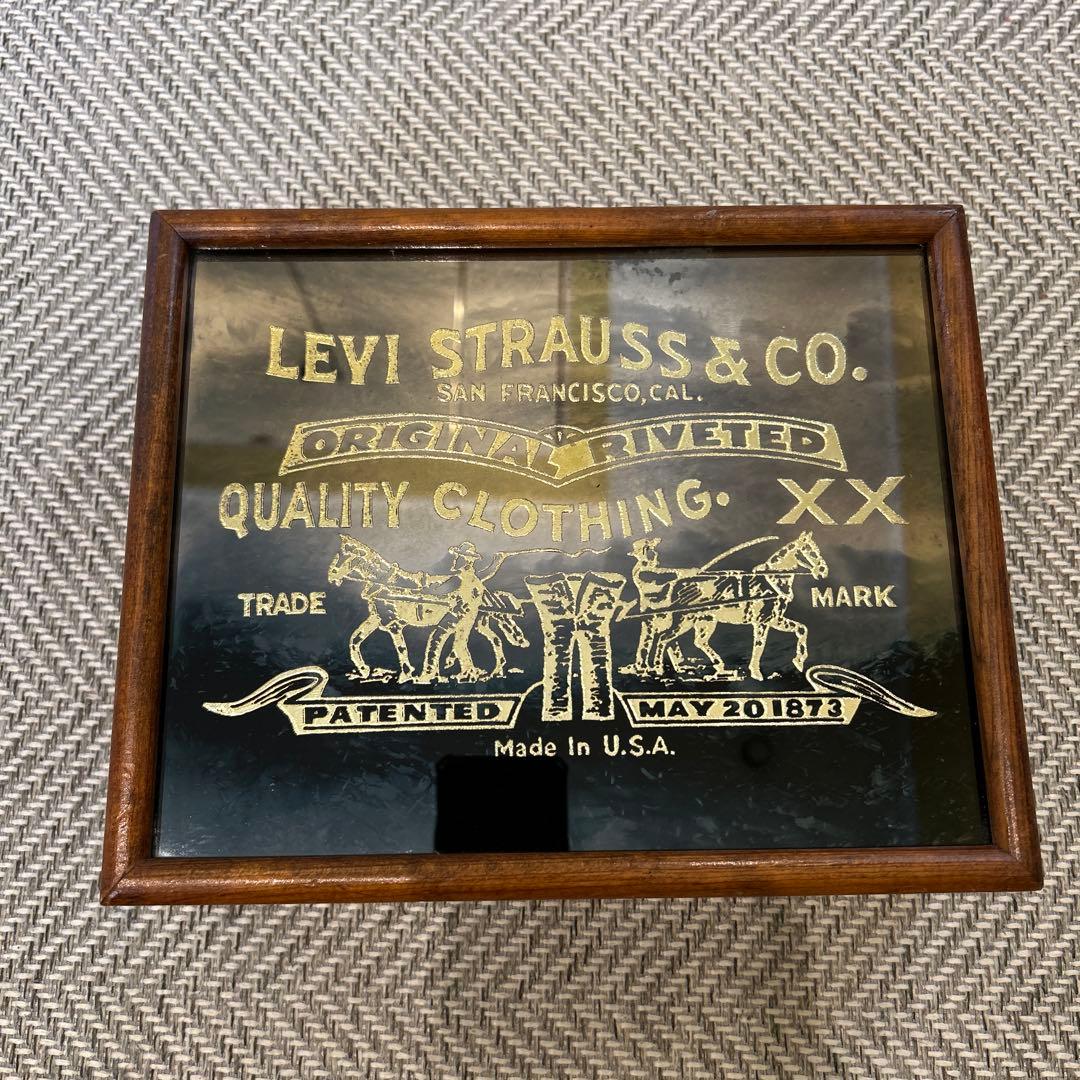 LEVI STRAUSS & CO.
SAN FRANCISCO, CAL.
ORIGINAL RIVETED
QUALITY CLOTHING. XX
TRADE MARK
PATENTED MAY 20 1873
Made In U.S.A.